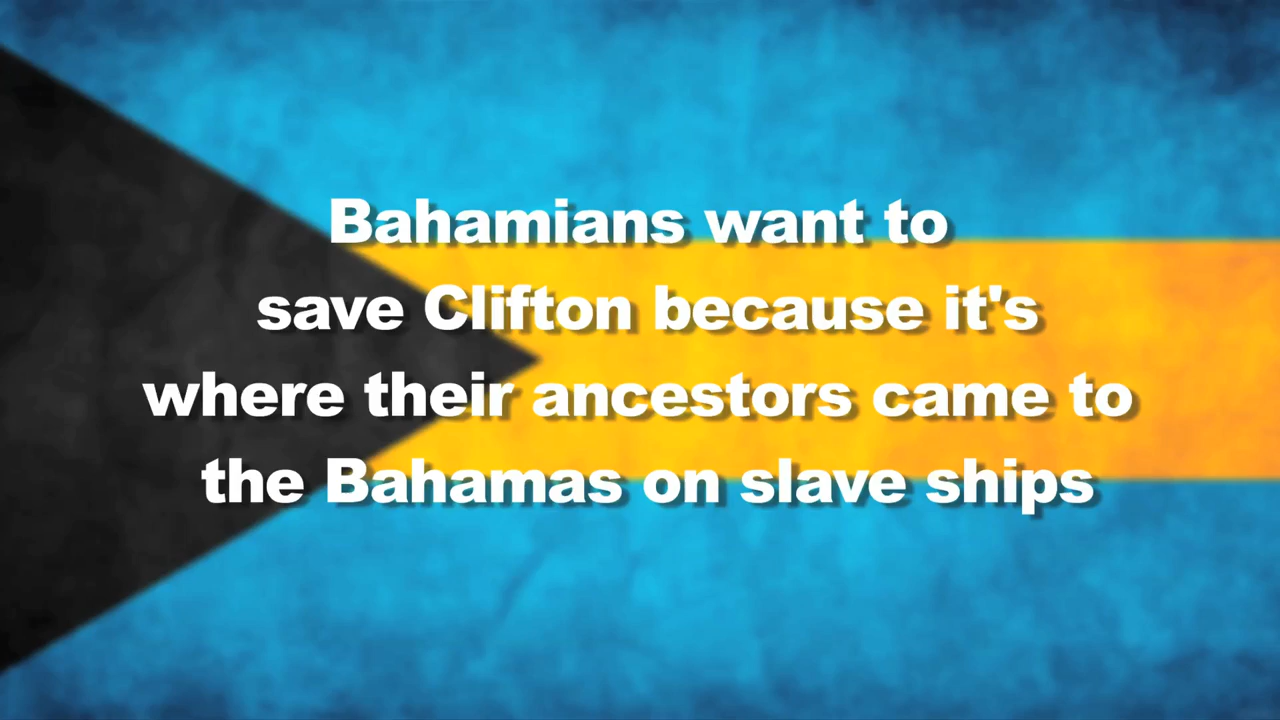 Bahamians want to
save Clifton because it's
where their ancestors came to
the Bahamas on slave ships